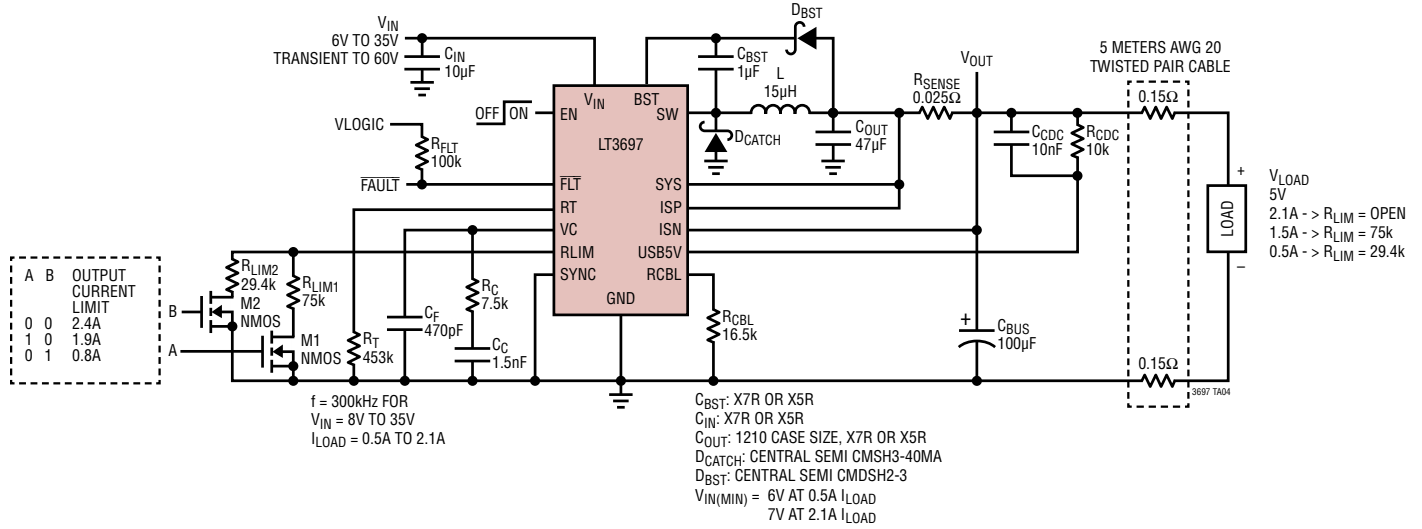 VIN
6V TO 35V
TRANSIENT TO 60V
CIN
10µF
DBST
CBST
1µF
L
15µH
RSENSE
0.025Ω
VOUT
5 METERS AWG 20
TWISTED PAIR CABLE
0.15Ω
OFF ON
VLOGIC
RFLT
100k
FAULT
VIN
BST
EN
SW
LT3697
FLT
SYS
RT
ISP
VC
ISN
RLIM
USB5V
SYNC
RCBL
GND
DCATCH
COUT
47µF
CCDC
10nF
RCDC
10k
LOAD
+
–
VLOAD
5V
2.1A - > RLIM = OPEN
1.5A - > RLIM = 75k
0.5A - > RLIM = 29.4k
A B OUTPUT
CURRENT
LIMIT
0 0 2.4A
1 0 1.9A
0 1 0.8A
RLIM2
29.4k
M2
NMOS
B
RLIM1
75k
M1
NMOS
A
RT
453k
CF
470pF
RC
7.5k
CC
1.5nF
RCBL
16.5k
+
CBUS
100µF
0.15Ω
3697 TA04
f = 300kHz FOR
VIN = 8V TO 35V
ILOAD = 0.5A TO 2.1A
CBST: X7R OR X5R
CIN: X7R OR X5R
COUT: 1210 CASE SIZE, X7R OR X5R
DCATCH: CENTRAL SEMI CMSH3-40MA
DBST: CENTRAL SEMI CMDSH2-3
VIN(MIN) = 6V AT 0.5A ILOAD
7V AT 2.1A ILOAD